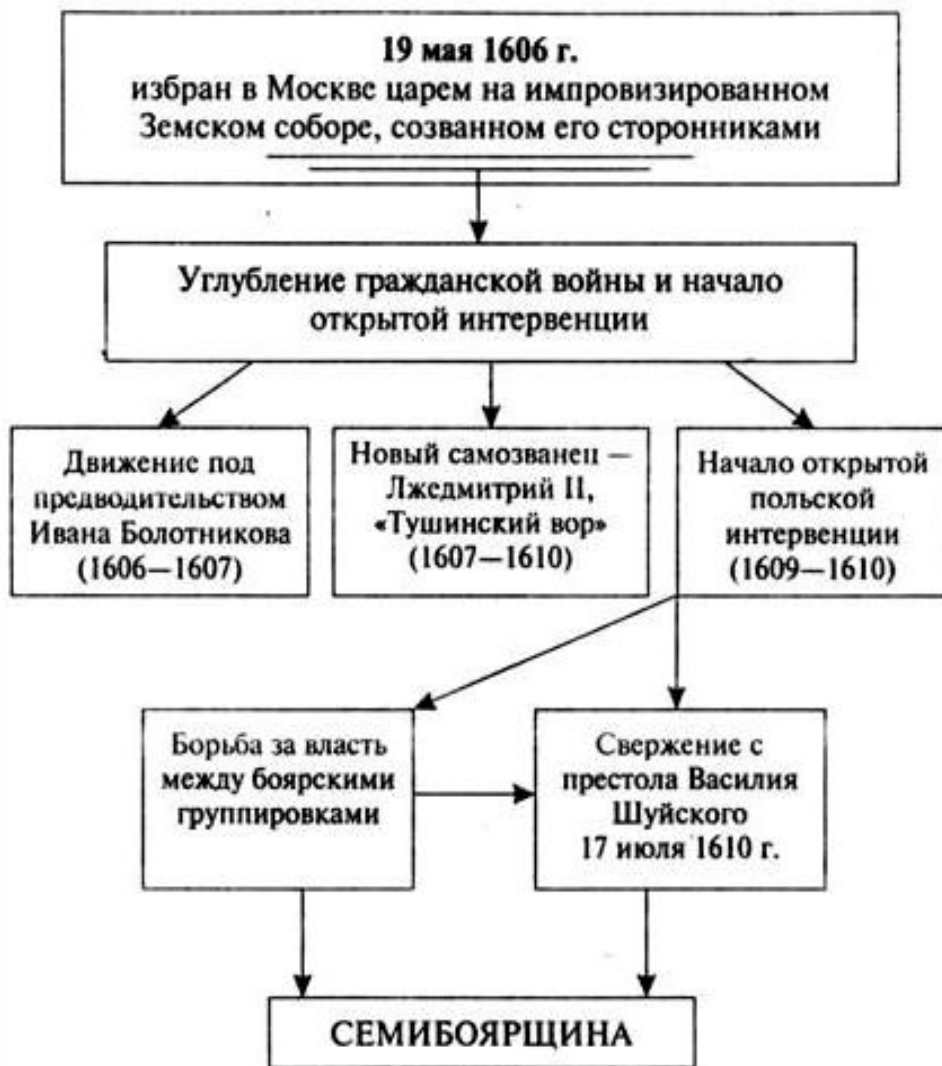 19 мая 1606 г.
избран в Москве царем на импровизированном
Земском соборе, созванном его сторонниками
Углубление гражданской войны и начало
открытой интервенции
Движение под
предводительством
Ивана Болотникова
(1606—1607)
Новый самозванец —
Лжедмитрий II,
«Тушинский вор»
(1607—1610)
Начало открытой
польской
интервенции
(1609—1610)
Борьба за власть
между боярскими
группировками
Свержение с
престола Василия
Шуйского
17 июля 1610 г.
СЕМИБОЯРЩИНА